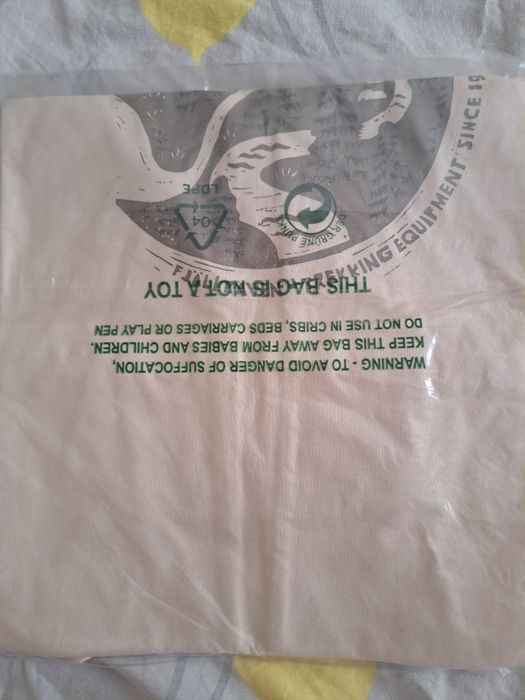 WARNING - TO AVOID DANGER OF SUFFOCATION,
KEEP THIS BAG AWAY FROM BABIES AND CHILDREN.
DO NOT USE IN CRIBS, BEDS CARRIAGES OR PLAY PEN
THIS BAG IS NOT A TOY
DER GRÜNE PUNKT
04
LDPE
TREKKING EQUIPMENT SINCE 19